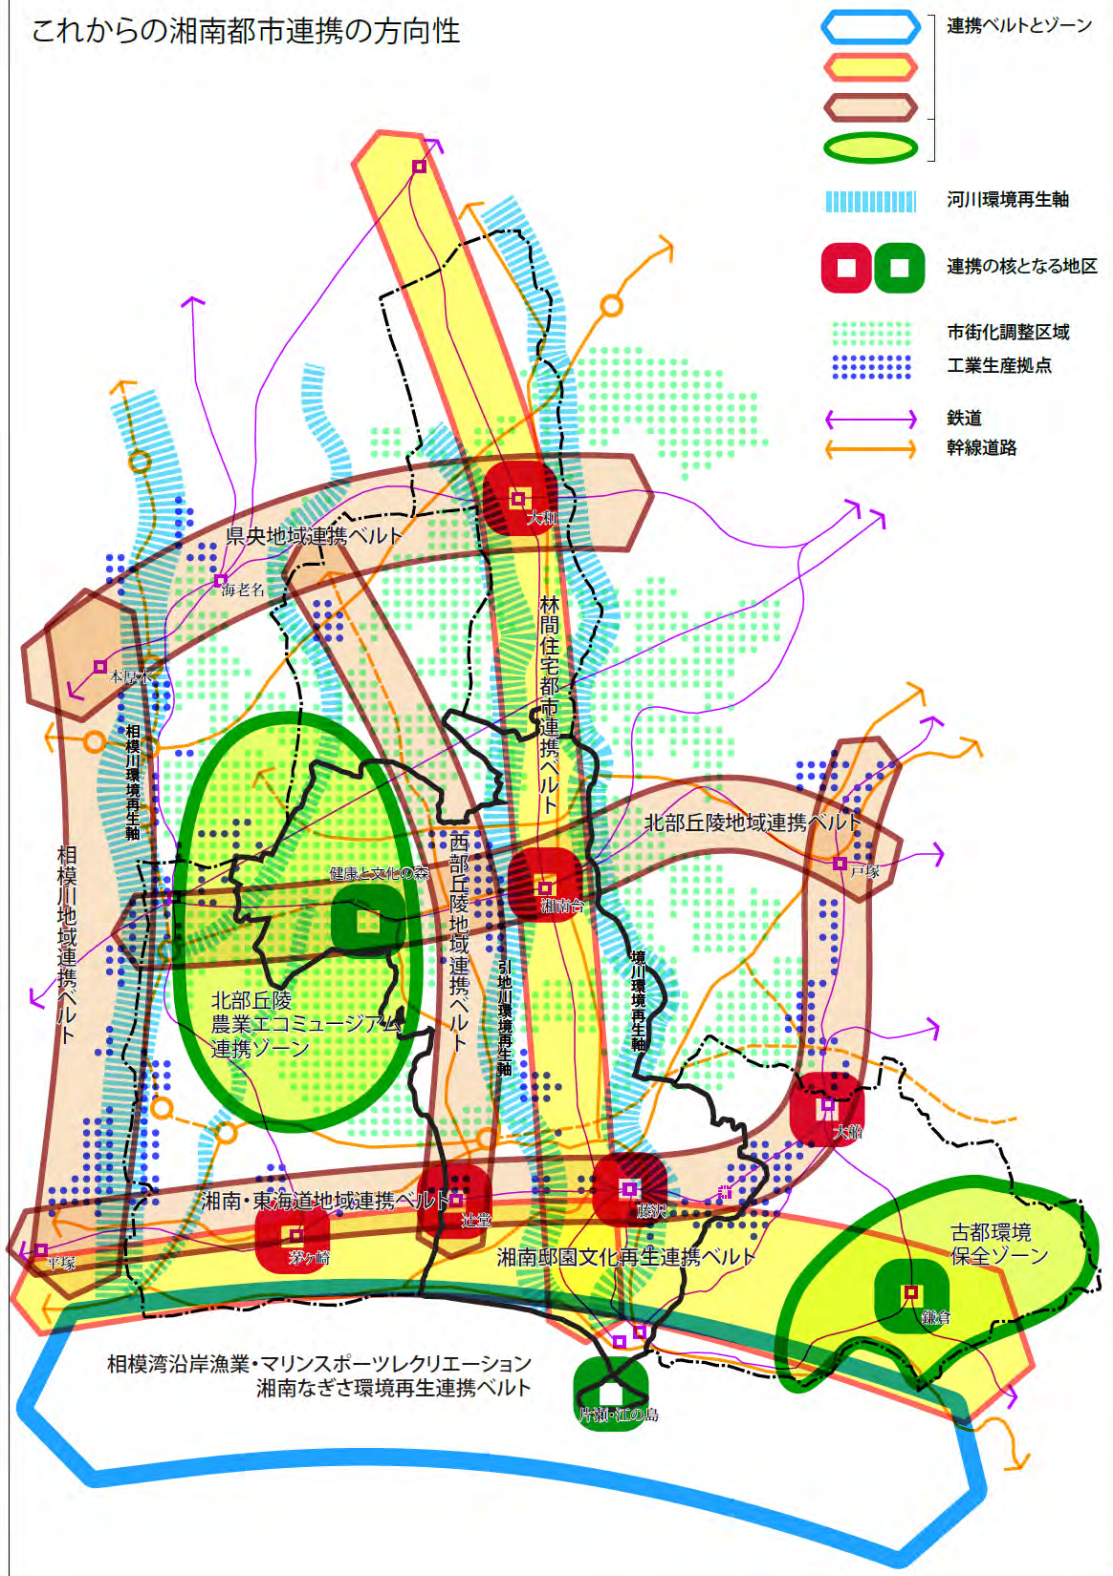 これからの湘南都市連携の方向性
連携ベルトとゾーン
河川環境再生軸
連携の核となる地区
市街化調整区域
工業生産拠点
鉄道
幹線道路
大和
県央地域連携ベルト
海老名
林間住宅都市連携ベルト
本厚木
相模川環境再生軸
北部丘陵地域連携ベルト
相模川地域連携ベルト
西部丘陵地域連携ベルト
戸塚
健康と文化の森
湘南台
引地川環境再生軸
境川環境再生軸
北部丘陵
農業エコミュージアム
連携ゾーン
大船
湘南・東海道地域連携ベルト
辻堂
藤沢
茅ヶ崎
平塚
湘南邸園文化再生連携ベルト
古都環境
保全ゾーン
鎌倉
相模湾沿岸漁業・マリンスポーツレクリエーション
湘南なぎさ環境再生連携ベルト
片瀬・江の島